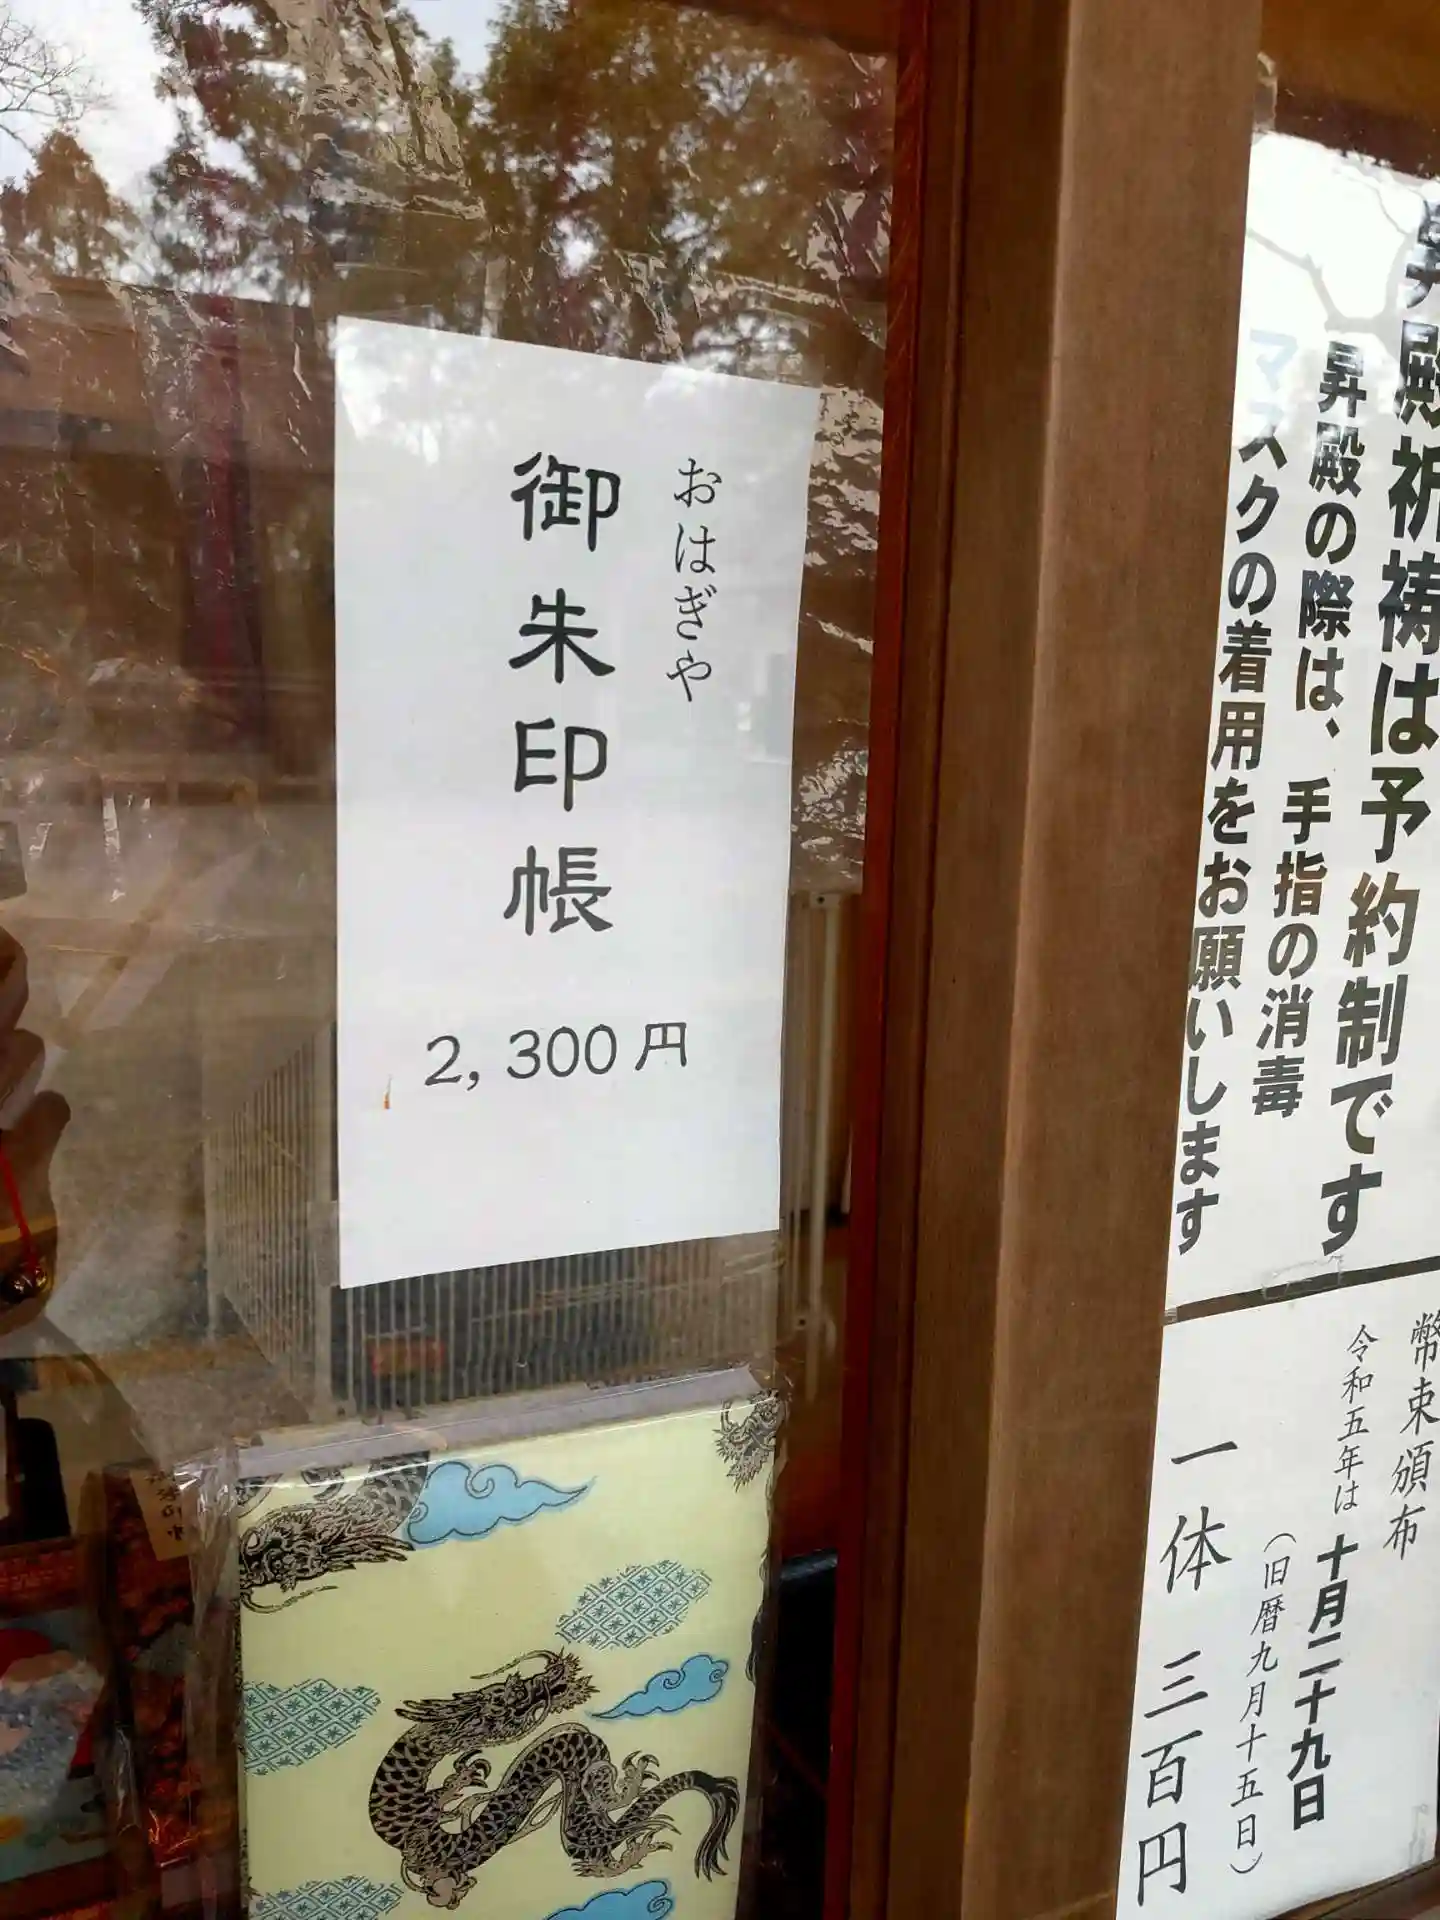 おはぎや
御朱印帳
2,300円
昇殿祈祷は予約制です
昇殿の際は、手指の消毒
マスクの着用をお願いします
幣束頒布
令和五年は十月二十九日
（旧暦九月十五日）
一体 三百円